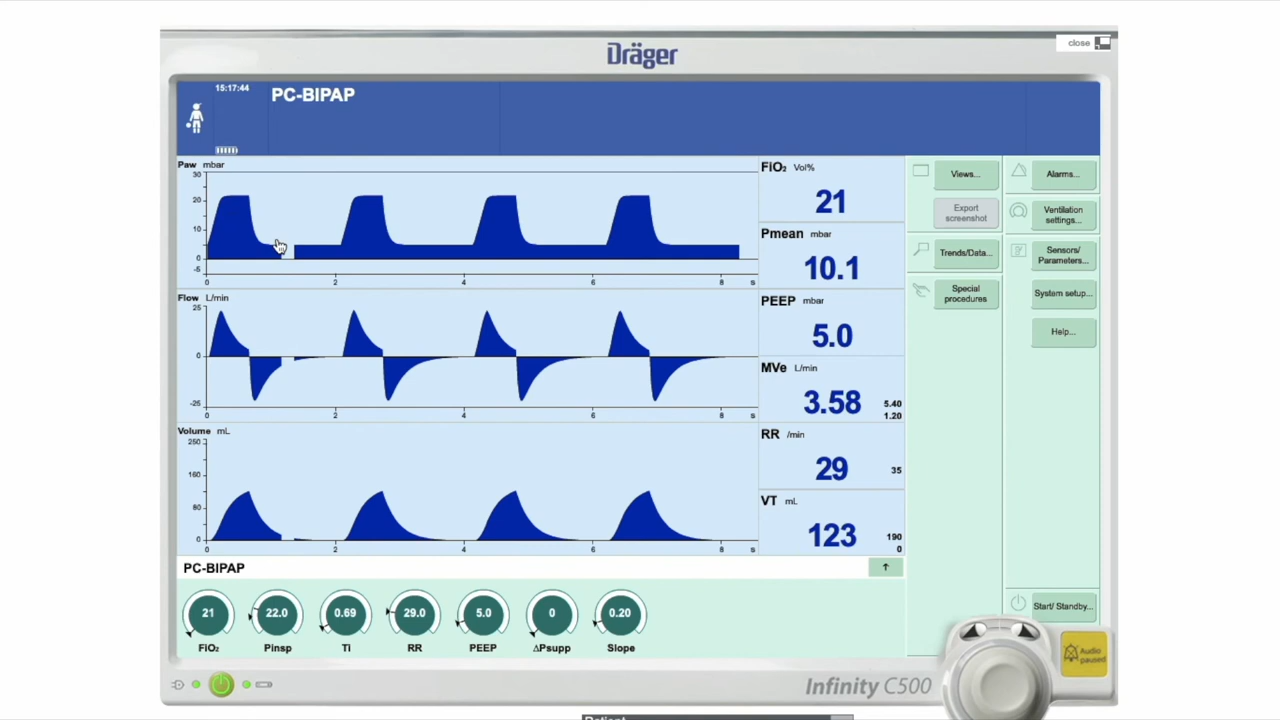 close
Dräger
15:17:44
PC-BIPAP
Paw mbar
30
20
10
0
-5
0 2 4 6 8 s
Flow L/min
25
0
-25
0 2 4 6 8 s
Volume mL
250
160
80
0
0 2 4 6 8 s
FiO₂ Vol%
21
Pmean mbar
10.1
PEEP mbar
5.0
MVe L/min
3.58
5.40
1.20
RR /min
29
35
VT mL
123
190
0
Views...
Export
screenshot
Trends/Data...
Special
procedures
Alarms...
Ventilation
settings...
Sensors/
Parameters...
System setup...
Help...
Start/ Standby...
PC-BIPAP
21 22.0 0.69 29.0 5.0 0 0.20
FiO₂ Pinsp Ti RR PEEP ΔPsupp Slope
Audio
paused
Infinity C500
Patient